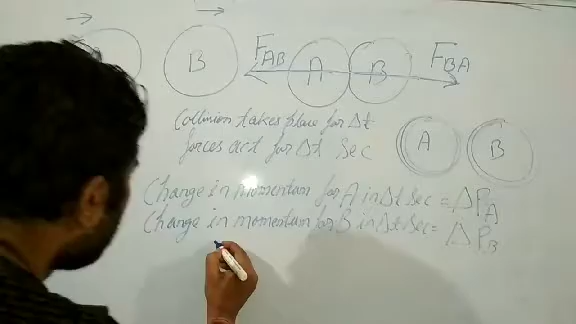 B F_AB A B F_BA
Collision takes place for Δt
forces act for Δt Sec
A B
Change in momentum for A in Δt Sec = ΔP_A
Change in momentum for B in Δt Sec = ΔP_B